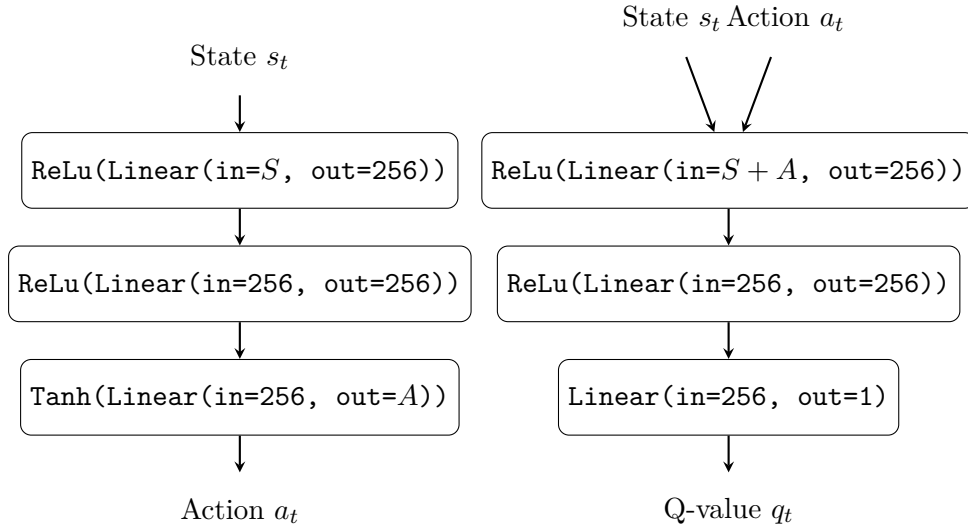 State $s_t$
ReLu(Linear(in=$S$, out=256))
ReLu(Linear(in=256, out=256))
Tanh(Linear(in=256, out=$A$))
Action $a_t$
State $s_t$ Action $a_t$
ReLu(Linear(in=$S + A$, out=256))
ReLu(Linear(in=256, out=256))
Linear(in=256, out=1)
Q-value $q_t$